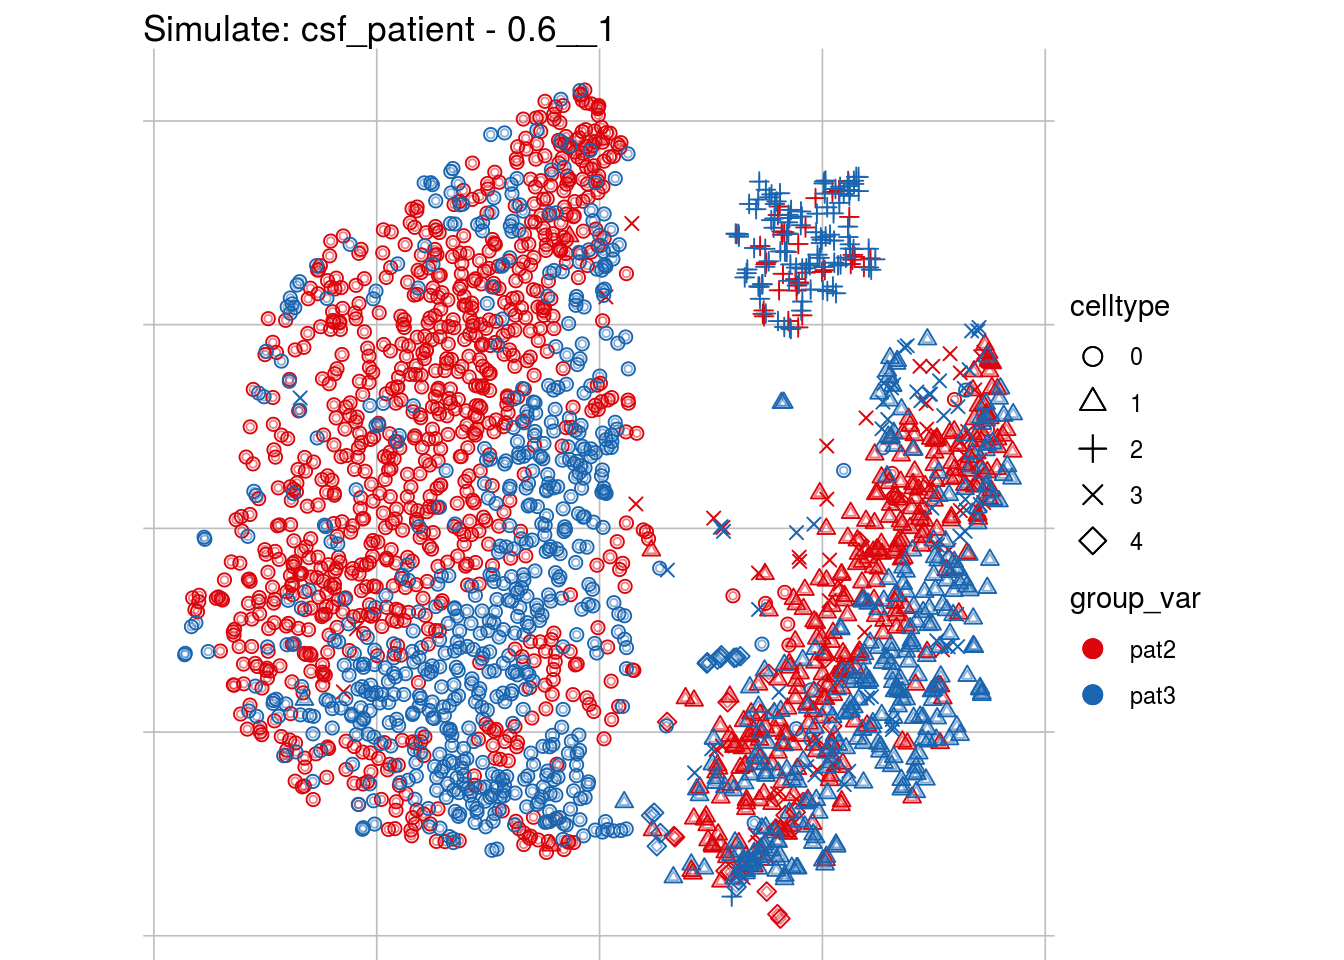 Simulate: csf_patient - 0.6__1
celltype
0
1
2
3
4
group_var
pat2
pat3